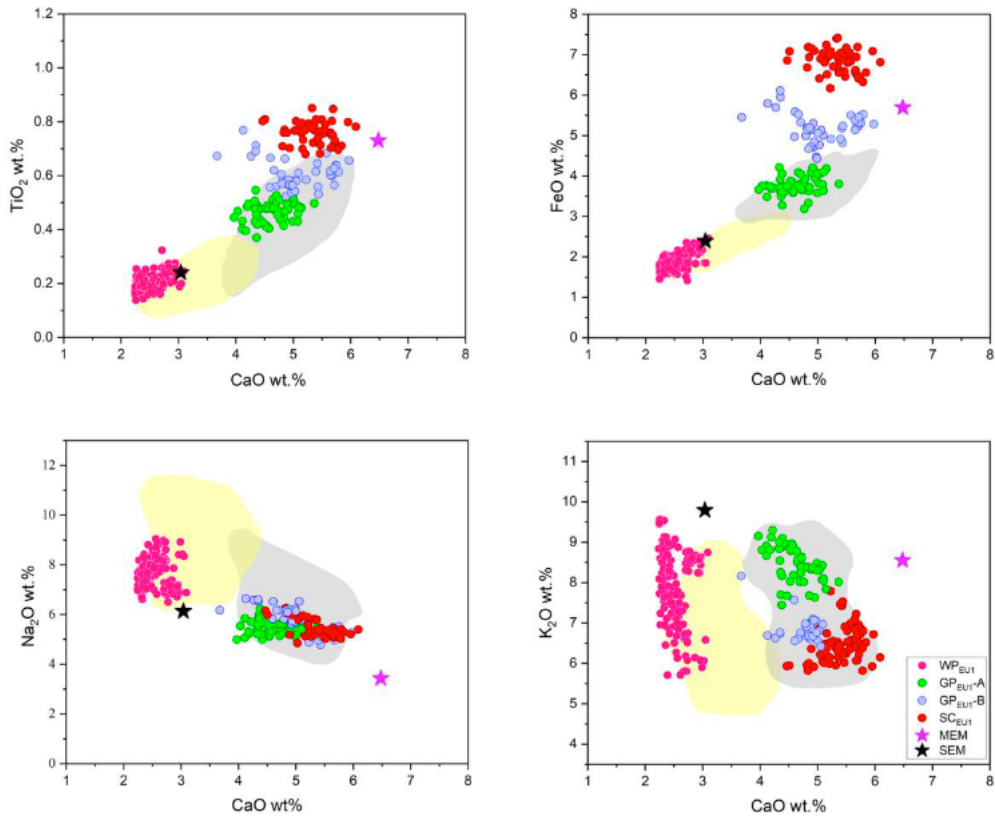 1.2
1.0
0.8
0.6
0.4
0.2
0.0
TiO₂ wt.%
1 2 3 4 5 6 7 8
CaO wt.%
8
7
6
5
4
3
2
1
0
FeO wt.%
1 2 3 4 5 6 7 8
CaO wt.%
12
10
8
6
4
2
0
Na₂O wt.%
1 2 3 4 5 6 7 8
CaO wt%
11
10
9
8
7
6
5
4
K₂O wt.%
1 2 3 4 5 6 7 8
CaO wt.%
WP_EU1
GP_EU1-A
GP_EU1-B
SC_EU1
MEM
SEM